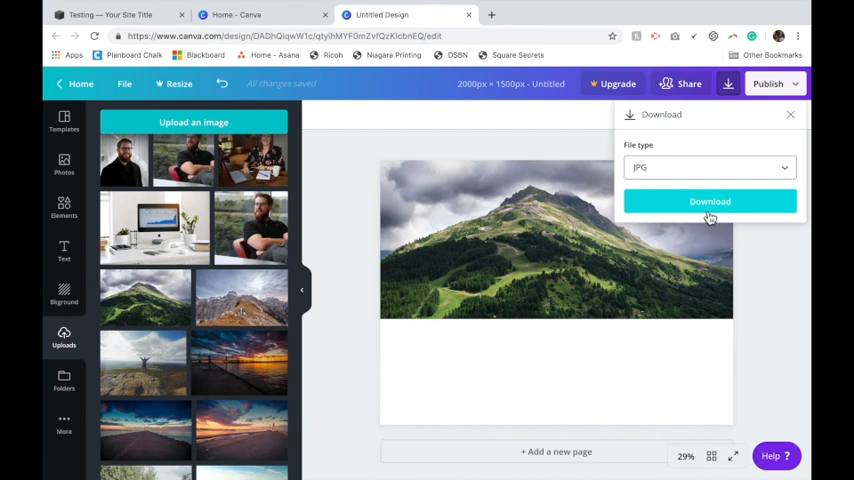 Testing — Your Site Title
Home - Canva
Untitled Design
https://www.canva.com/design/DADhQiqwW1c/qtyihMYF0mZvfQzKlcbnEQ/edit
Apps
Planboard Chalk
Blackboard
Home - Asana
Ricoh
Niagara Printing
DSBN
Square Secrets
Other Bookmarks
Home
File
Resize
All changes saved
2000px × 1500px - Untitled
Upgrade
Share
Publish
Templates
Photos
Elements
Text
Bkground
Uploads
Folders
More
Upload an image
Download
File type
JPG
Download
+ Add a new page
29%
Help ?